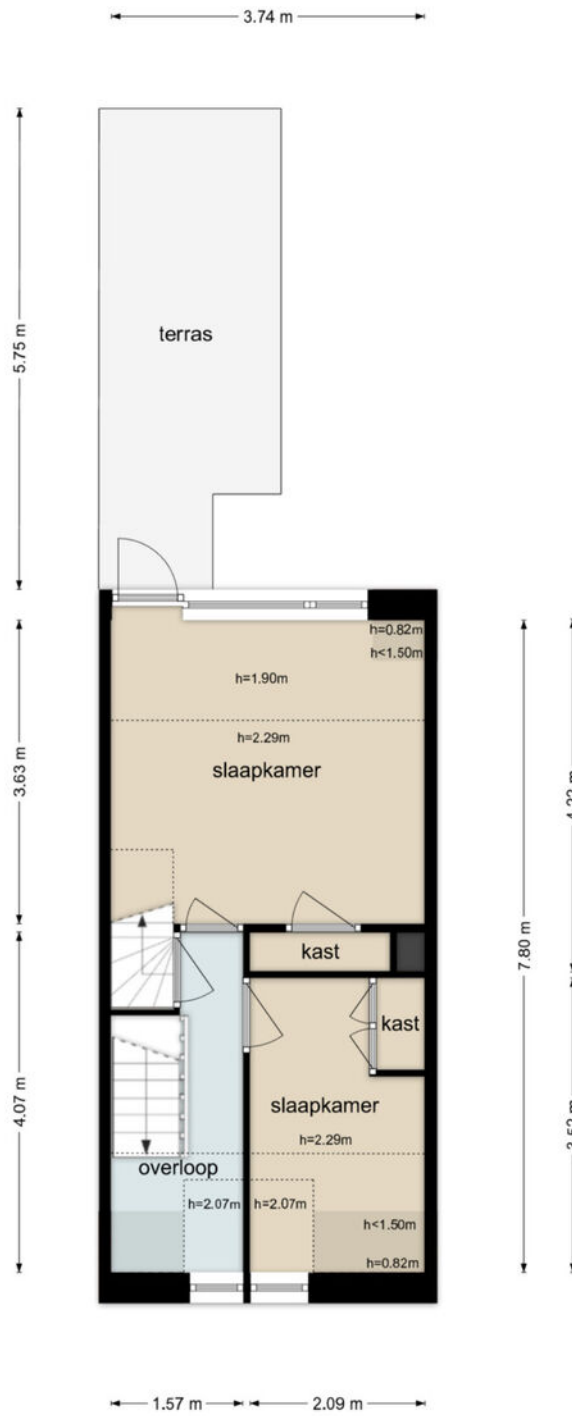 3.74 m
5.75 m
terras
h=0.82m
h<1.50m
h=1.90m
h=2.29m
slaapkamer
3.63 m
7.80 m
kast
kast
slaapkamer
4.07 m
h=2.29m
overloop
h=2.07m
h=2.07m
h<1.50m
h=0.82m
1.57 m
2.09 m